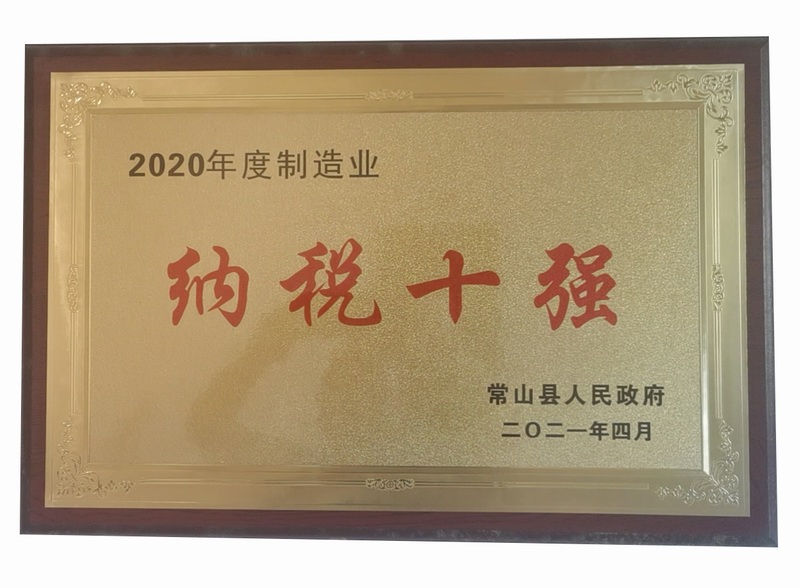 2020年度制造业
纳税十强
常山县人民政府
二〇二一年四月